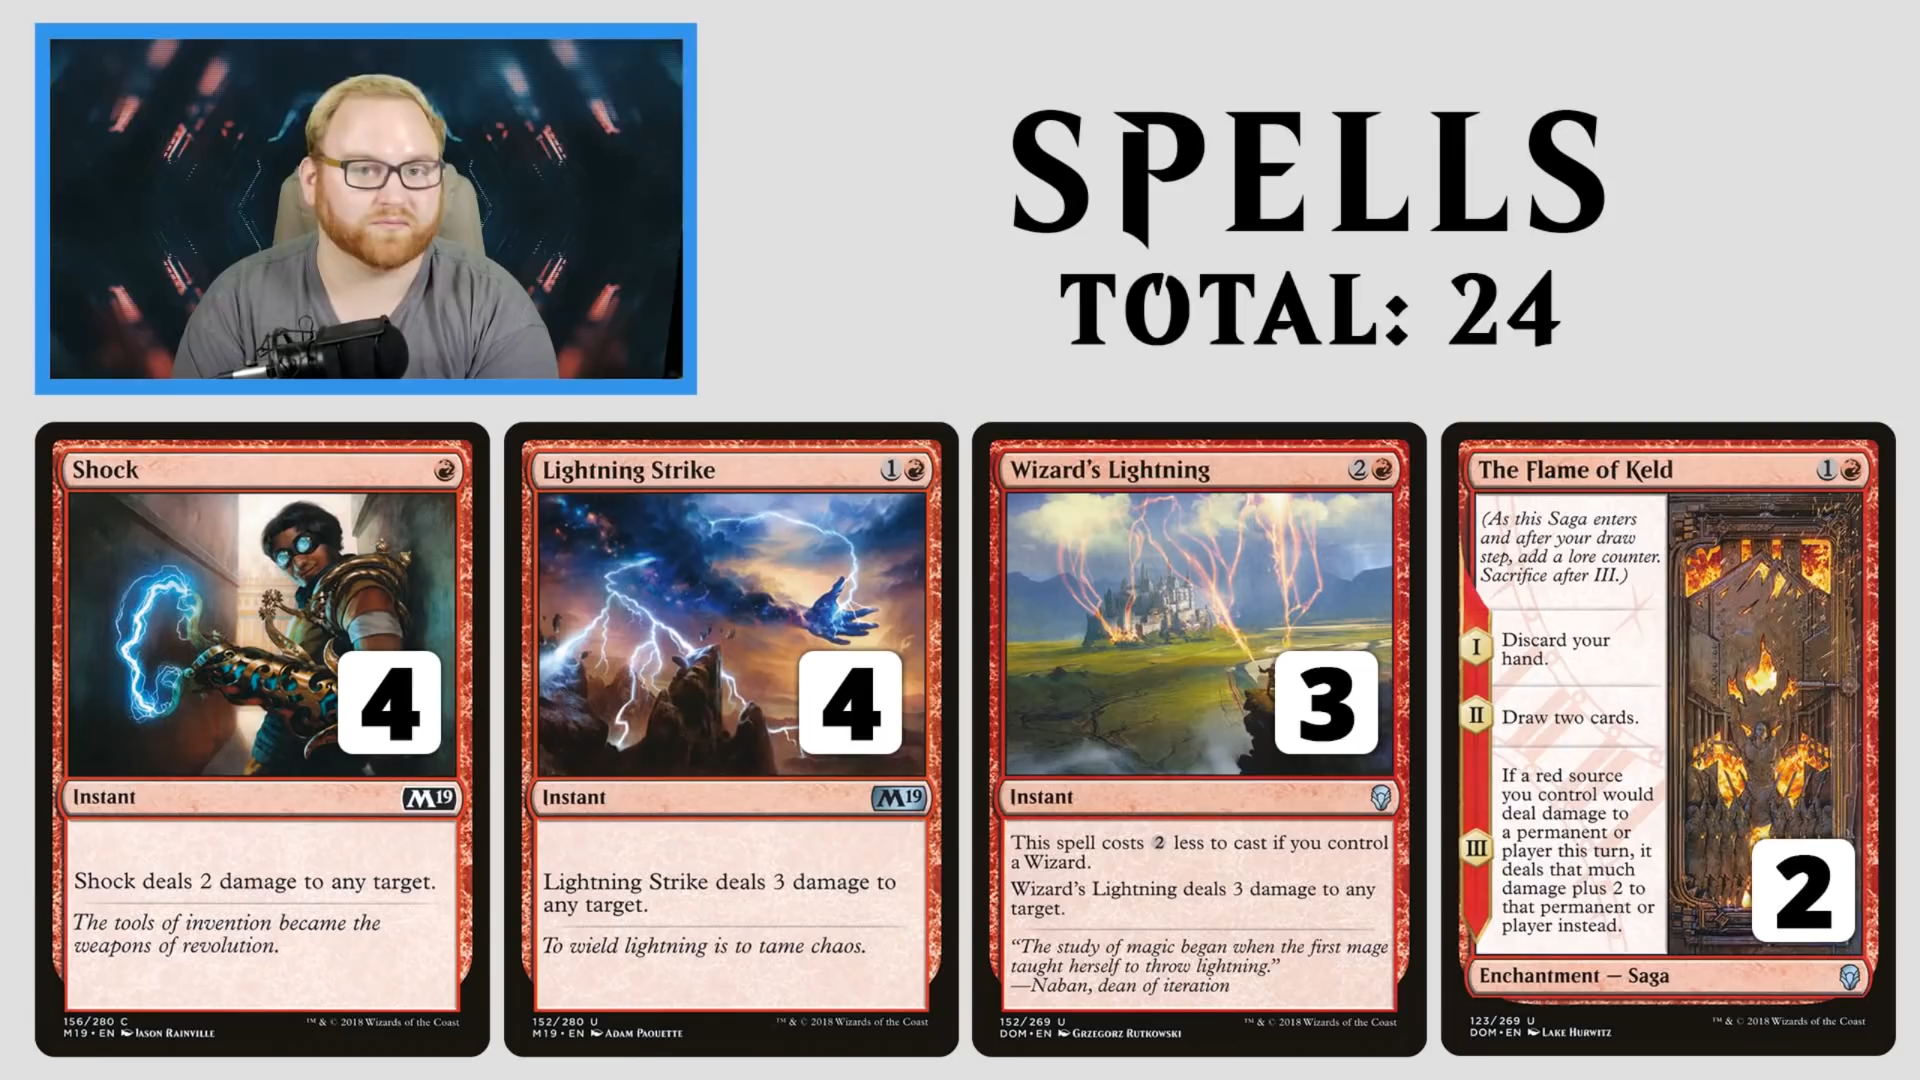 SPELLS
TOTAL: 24
Shock
4
Instant
M19
Shock deals 2 damage to any target.
The tools of invention became the
weapons of revolution.
156/280 C
M19 • EN JASON RAINVILLE
™ & © 2018 Wizards of the Coast
Lightning Strike
1
4
Instant
M19
Lightning Strike deals 3 damage to
any target.
To wield lightning is to tame chaos.
152/280 U
M19 • EN ADAM PAQUETTE
™ & © 2018 Wizards of the Coast
Wizard's Lightning
2
3
Instant
This spell costs 2 less to cast if you control
a Wizard.
Wizard's Lightning deals 3 damage to any
target.
"The study of magic began when the first mage
taught herself to throw lightning."
—Naban, dean of iteration
152/269 U
DOM • EN GRZEGORZ RUTKOWSKI
™ & © 2018 Wizards of the Coast
The Flame of Keld
1
(As this Saga enters
and after your draw
step, add a lore counter.
Sacrifice after III.)
I
Discard your
hand.
II
Draw two cards.
III
If a red source
you control would
deal damage to
a permanent or
player this turn, it
deals that much
damage plus 2 to
that permanent or
player instead.
2
Enchantment — Saga
123/269 U
DOM • EN LAKE HURWITZ
™ & © 2018 Wizards of the Coast